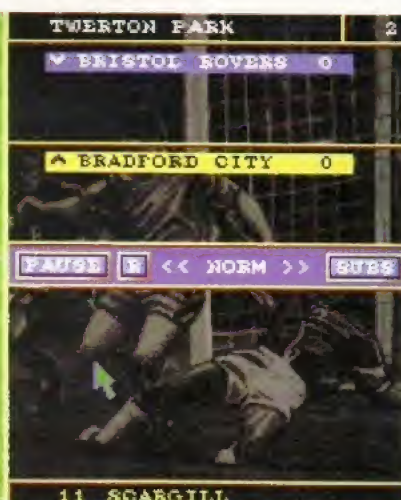 TWERTON PARK 2
BRISTOL ROVERS 0
BRADFORD CITY 0
PAUSE R << NORM >> SUBS
11 SCARGILL